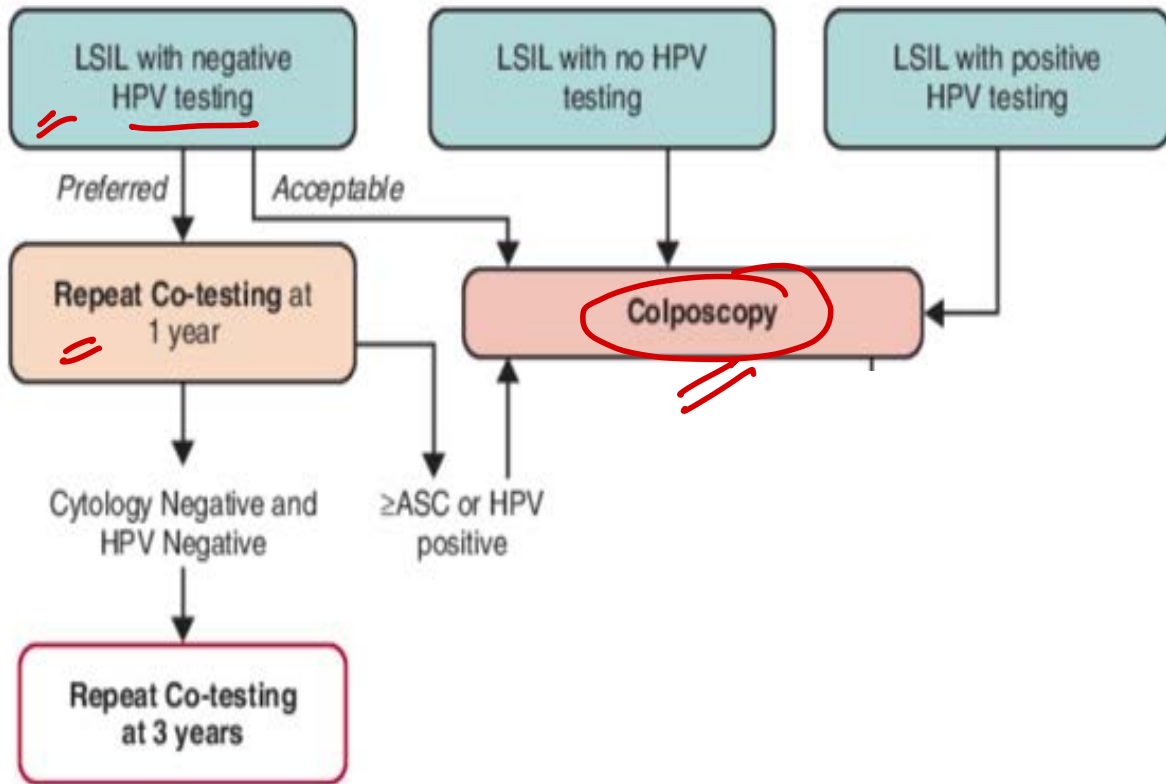 LSIL with negative
HPV testing
LSIL with no HPV
testing
LSIL with positive
HPV testing
Preferred
Acceptable
Repeat Co-testing at
1 year
Colposcopy
Cytology Negative and
HPV Negative
≥ASC or HPV
positive
Repeat Co-testing
at 3 years